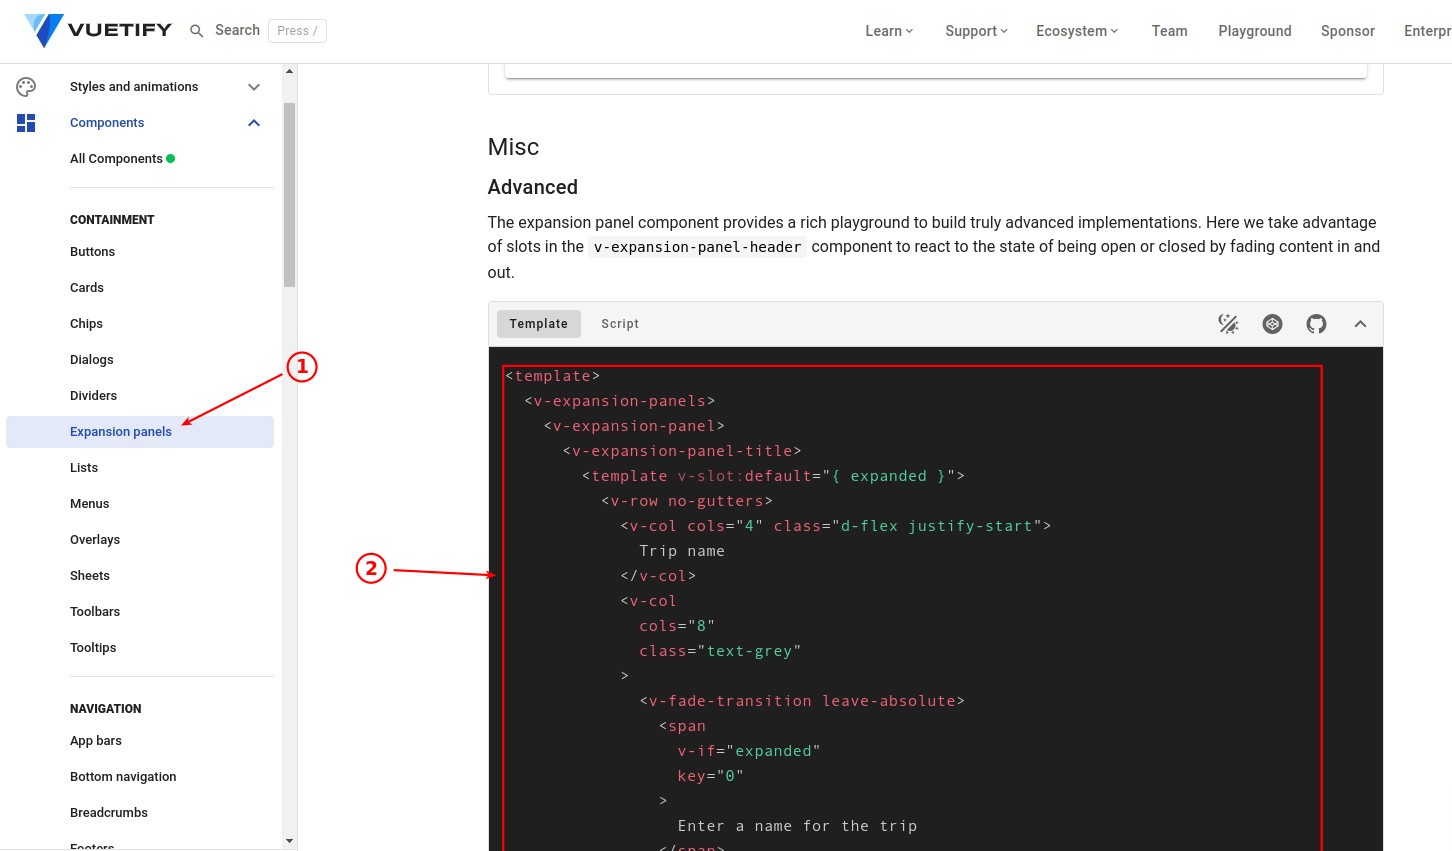 VUETIFY Search Press / Learn Support Ecosystem Team Playground Sponsor Enterpr
Styles and animations
Components
All Components
CONTAINMENT
Buttons
Cards
Chips
Dialogs
Dividers
Expansion panels
Lists
Menus
Overlays
Sheets
Toolbars
Tooltips
NAVIGATION
App bars
Bottom navigation
Breadcrumbs
Footers
1
2
Misc
Advanced
The expansion panel component provides a rich playground to build truly advanced implementations. Here we take advantage
of slots in the v-expansion-panel-header component to react to the state of being open or closed by fading content in and
out.
Template Script
<template>
<v-expansion-panels>
<v-expansion-panel>
<v-expansion-panel-title>
<template v-slot:default="{ expanded }">
<v-row no-gutters>
<v-col cols="4" class="d-flex justify-start">
Trip name
</v-col>
<v-col
cols="8"
class="text-grey"
>
<v-fade-transition leave-absolute>
<span
v-if="expanded"
key="0"
>
Enter a name for the trip
</span>